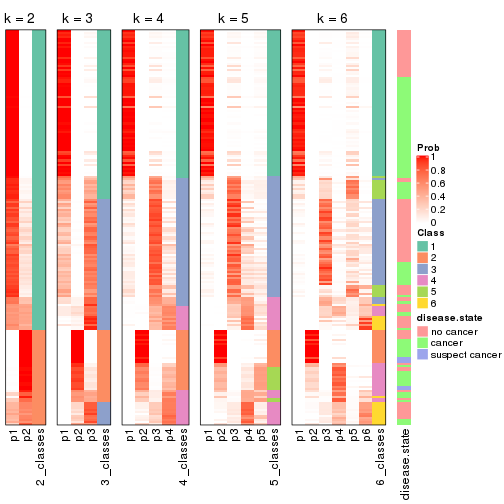 k = 2 k = 3 k = 4 k = 5 k = 6
Prob
1
0.8
0.6
0.4
0.2
0
Class
1
2
3
4
5
6
disease.state
no cancer
cancer
suspect cancer
p1 p2 2_classes p1 p2 p3 3_classes p1 p2 p3 p4 4_classes p1 p2 p3 p4 p5 5_classes p1 p2 p3 p4 p5 p6 6_classes disease.state